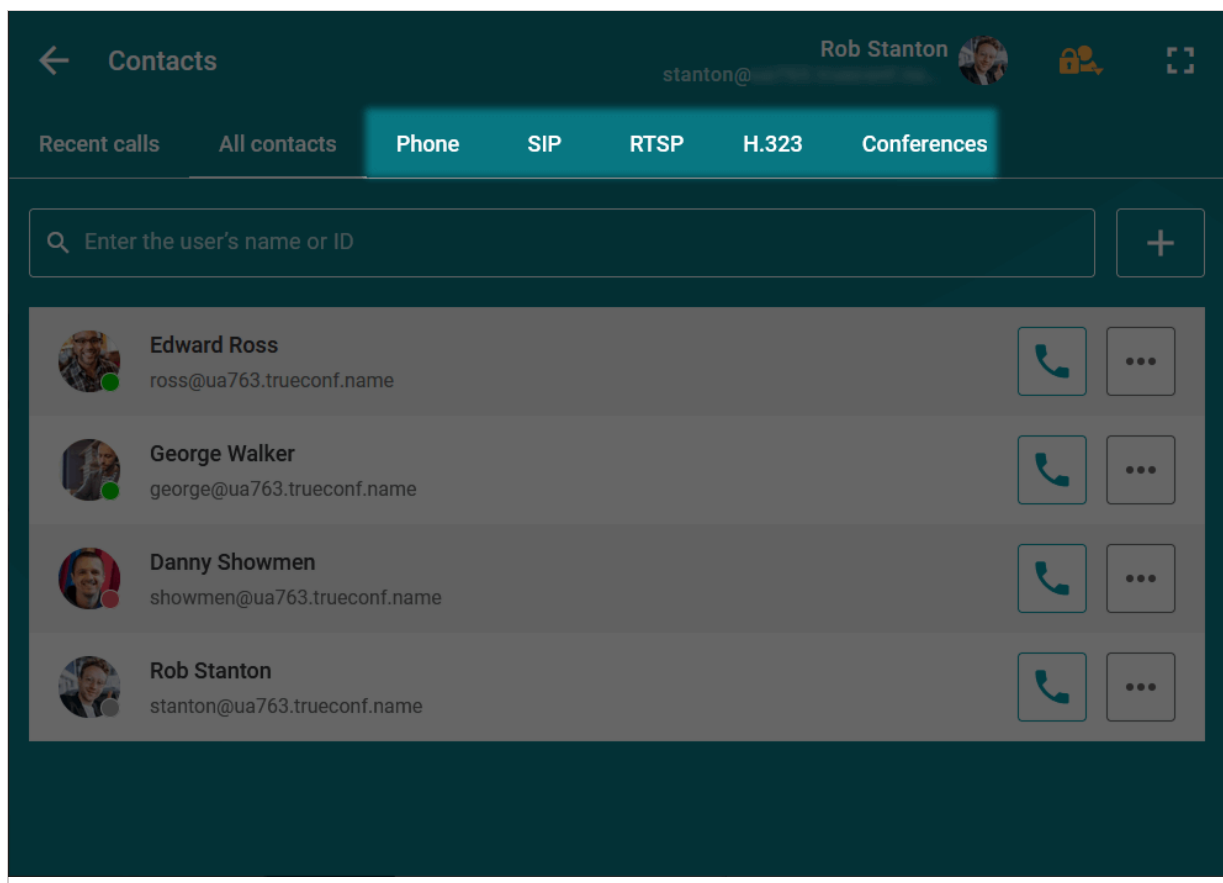 Contacts
Rob Stanton
stanton@
Recent calls All contacts Phone SIP RTSP H.323 Conferences
Enter the user's name or ID
Edward Ross
ross@ua763.trueconf.name
George Walker
george@ua763.trueconf.name
Danny Showmen
showmen@ua763.trueconf.name
Rob Stanton
stanton@ua763.trueconf.name